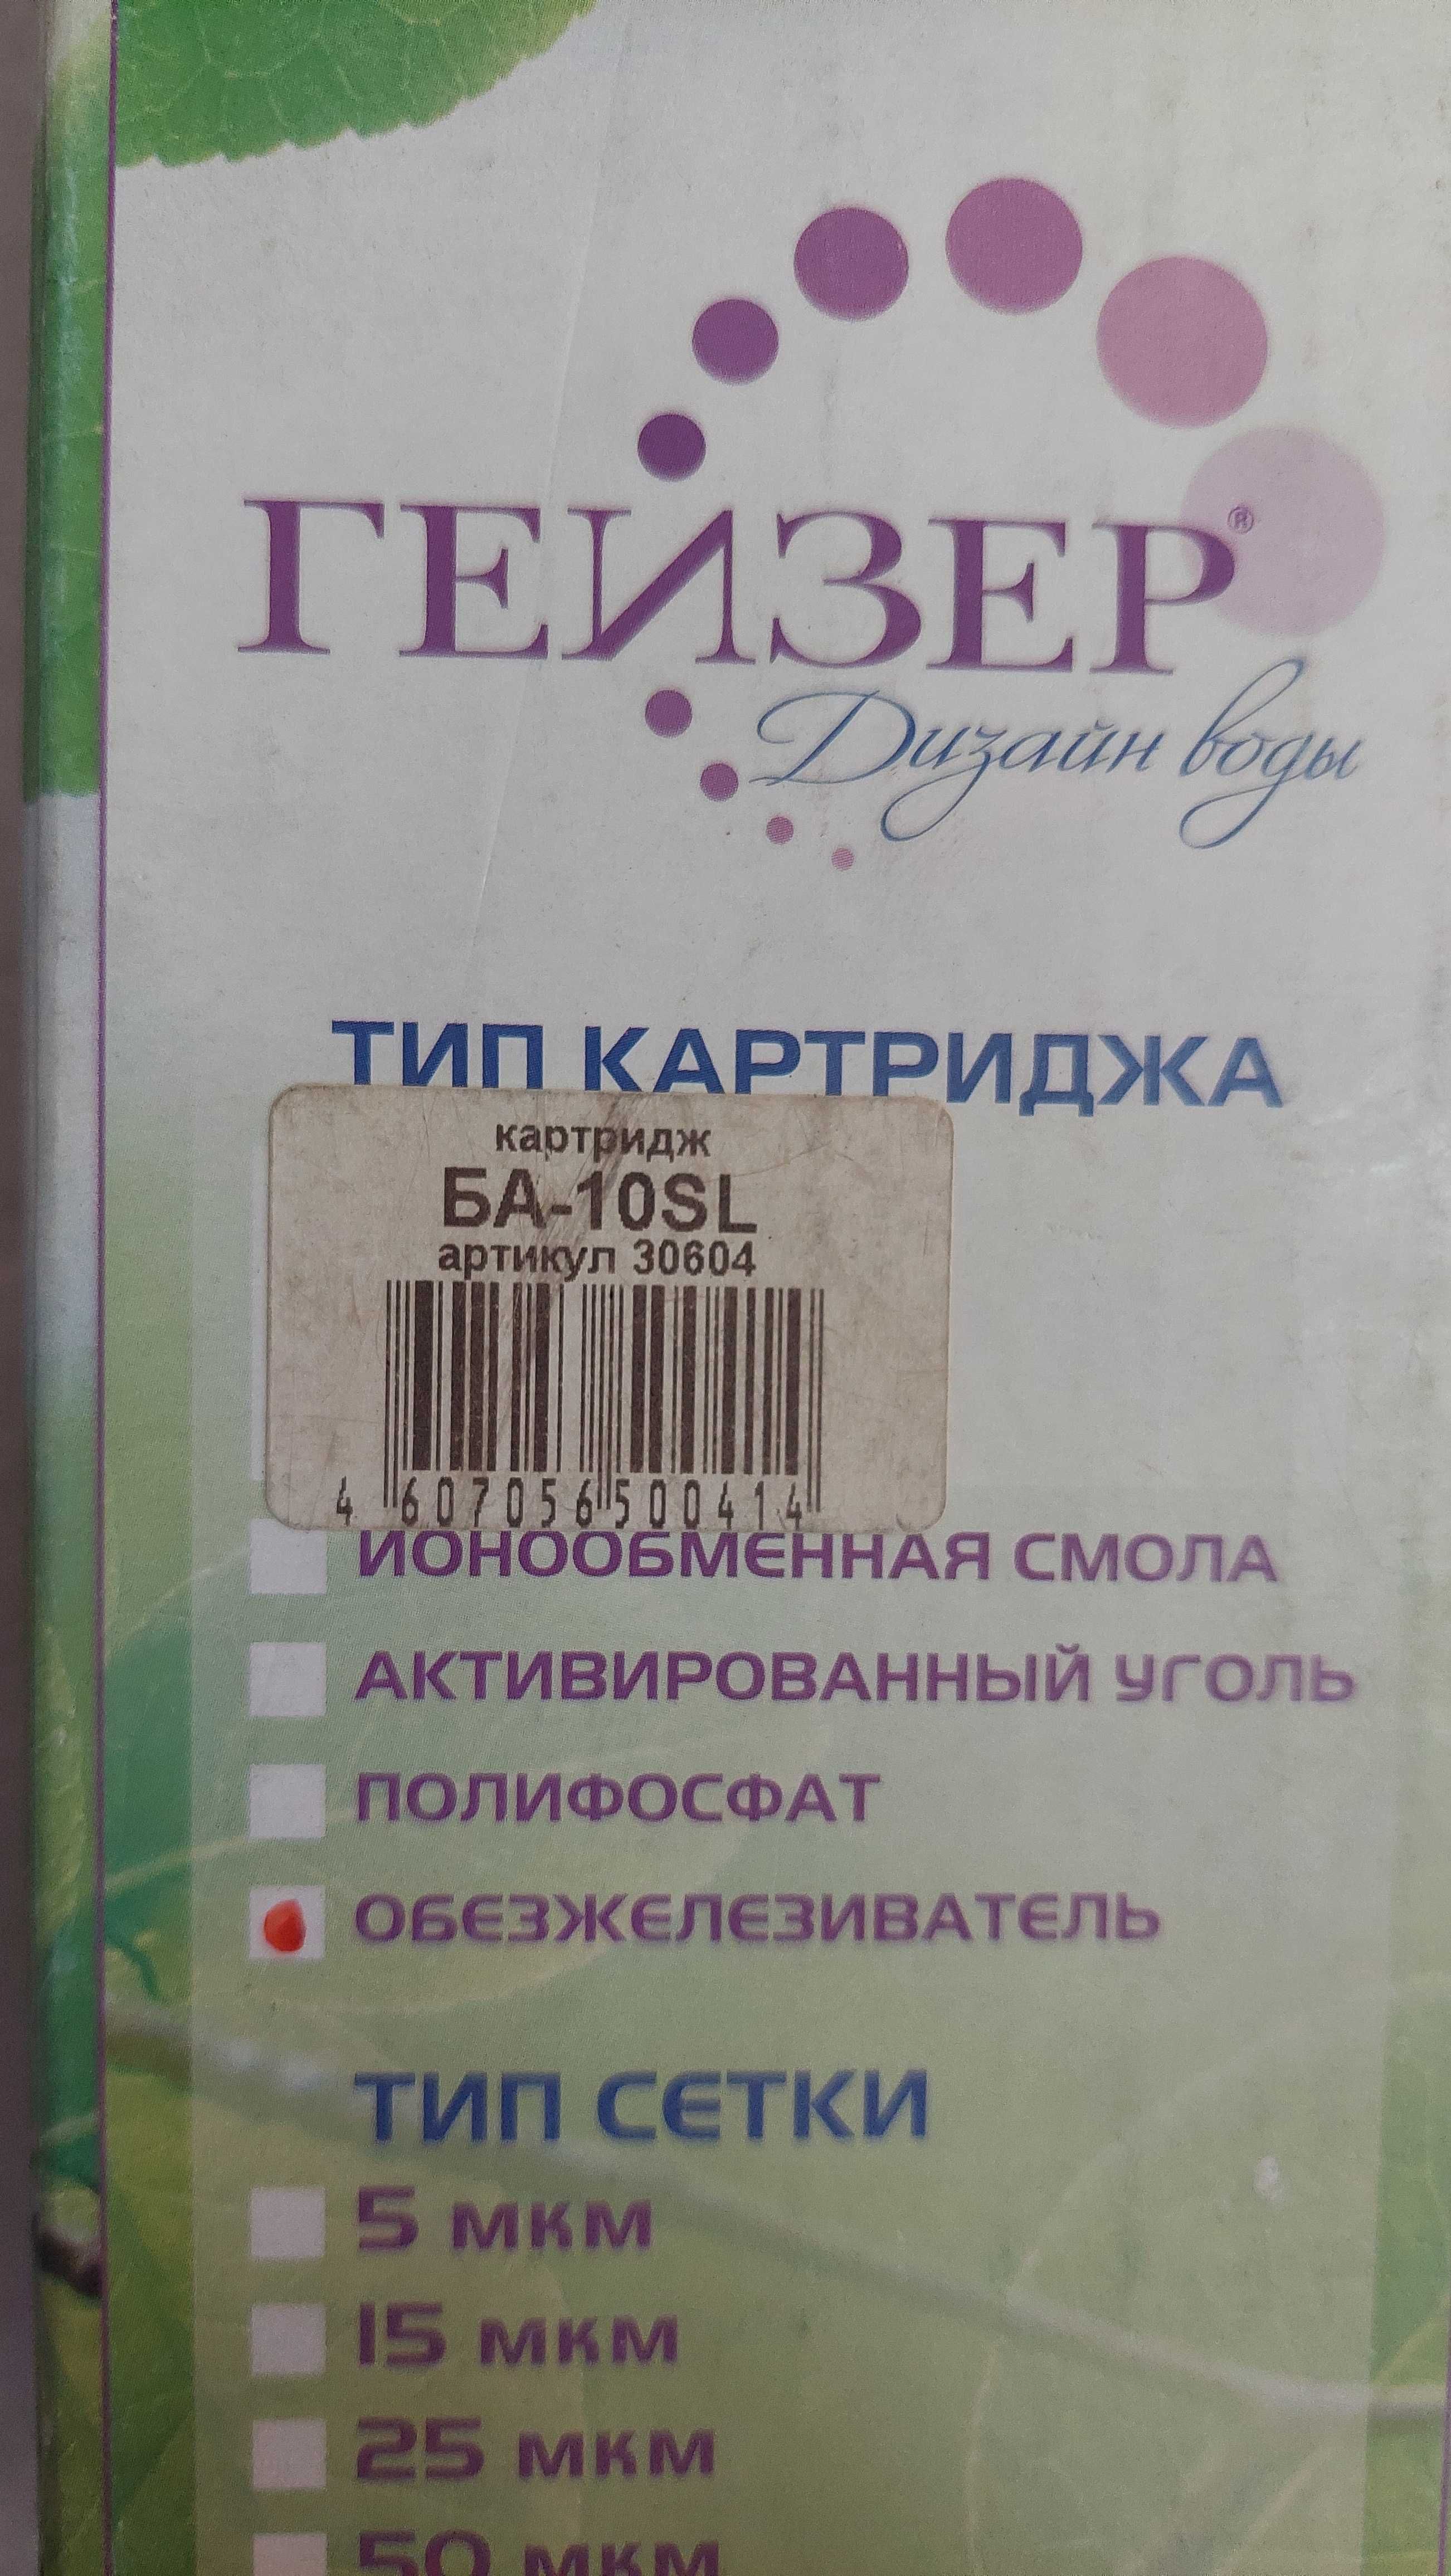 ГЕЙЗЕР®
Дизайн воды
ТИП КАРТРИДЖА
картридж
БА-10SL
артикул 30604
4 607056 500414
ИОНООБМЕННАЯ СМОЛА
АКТИВИРОВАННЫЙ УГОЛЬ
ПОЛИФОСФАТ
ОБЕЗЖЕЛЕЗИВАТЕЛЬ
ТИП СЕТКИ
5 мкм
15 мкм
25 мкм
50 мкм